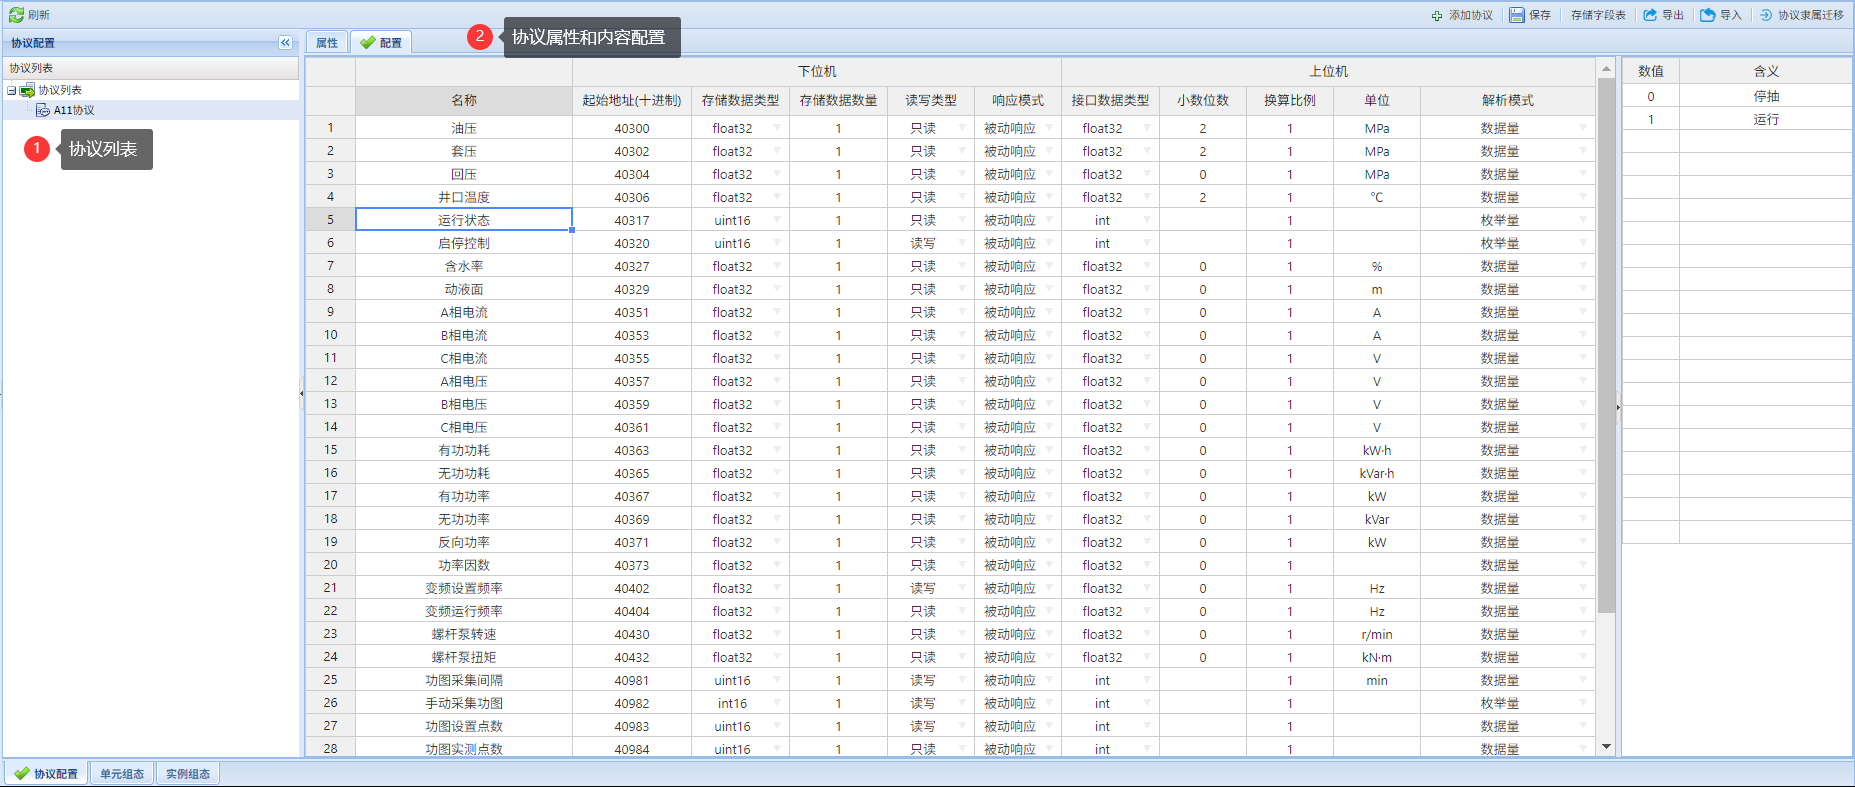 刷新
添加协议 保存 存储字段表 导出 导入 协议隶属迁移
协议配置
协议列表
协议列表
A11协议
1 协议列表
属性 配置
2 协议属性和内容配置
下位机 上位机
名称 起始地址(十进制) 存储数据类型 存储数据数量 读写类型 响应模式 接口数据类型 小数位数 换算比例 单位 解析模式
1 油压 40300 float32 1 只读 被动响应 float32 2 1 MPa 数据量
2 套压 40302 float32 1 只读 被动响应 float32 2 1 MPa 数据量
3 回压 40304 float32 1 只读 被动响应 float32 0 1 MPa 数据量
4 井口温度 40306 float32 1 只读 被动响应 float32 2 1 ℃ 数据量
5 运行状态 40317 uint16 1 只读 被动响应 int 1 枚举量
6 启停控制 40320 uint16 1 读写 被动响应 int 1 枚举量
7 含水率 40327 float32 1 只读 被动响应 float32 0 1 % 数据量
8 动液面 40329 float32 1 只读 被动响应 float32 0 1 m 数据量
9 A相电流 40351 float32 1 只读 被动响应 float32 0 1 A 数据量
10 B相电流 40353 float32 1 只读 被动响应 float32 0 1 A 数据量
11 C相电流 40355 float32 1 只读 被动响应 float32 0 1 V 数据量
12 A相电压 40357 float32 1 只读 被动响应 float32 0 1 V 数据量
13 B相电压 40359 float32 1 只读 被动响应 float32 0 1 V 数据量
14 C相电压 40361 float32 1 只读 被动响应 float32 0 1 V 数据量
15 有功功耗 40363 float32 1 只读 被动响应 float32 0 1 kW·h 数据量
16 无功功耗 40365 float32 1 只读 被动响应 float32 0 1 kVar·h 数据量
17 有功功率 40367 float32 1 只读 被动响应 float32 0 1 kW 数据量
18 无功功率 40369 float32 1 只读 被动响应 float32 0 1 kVar 数据量
19 反向功率 40371 float32 1 只读 被动响应 float32 0 1 kW 数据量
20 功率因数 40373 float32 1 只读 被动响应 float32 0 1 数据量
21 变频设置频率 40402 float32 1 读写 被动响应 float32 0 1 Hz 数据量
22 变频运行频率 40404 float32 1 只读 被动响应 float32 0 1 Hz 数据量
23 螺杆泵转速 40430 float32 1 只读 被动响应 float32 0 1 r/min 数据量
24 螺杆泵扭矩 40432 float32 1 只读 被动响应 float32 0 1 kN·m 数据量
25 功图采集间隔 40981 uint16 1 读写 被动响应 int 1 min 数据量
26 手动采集功图 40982 int16 1 读写 被动响应 int 1 枚举量
27 功图设置点数 40983 uint16 1 读写 被动响应 int 1 数据量
28 功图实测点数 40984 uint16 1 只读 被动响应 int 1 数据量
数值 含义
0 停抽
1 运行
协议配置 单元组态 实例组态